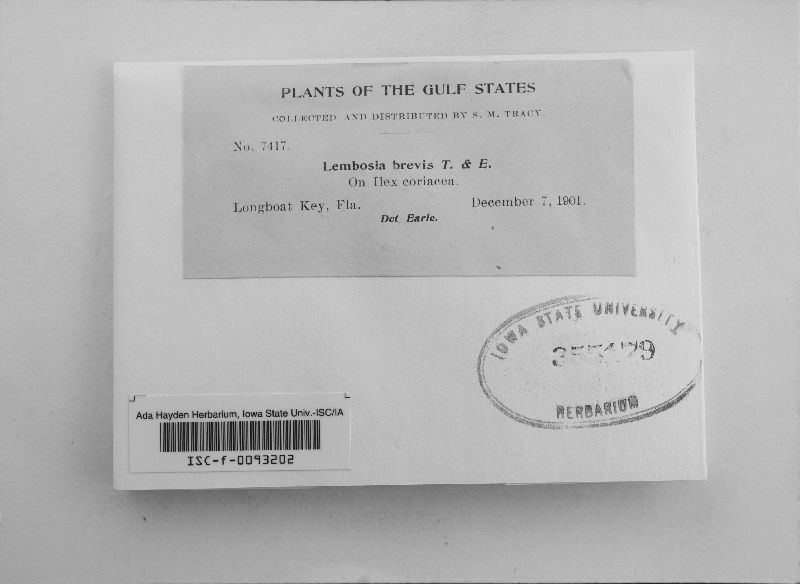 PLANTS OF THE GULF STATES
COLLECTED AND DISTRIBUTED BY S. M. TRACY
No. 7417.
Lembosia brevis T. & E.
On Ilex coriacea.
Longboat Key, Fla. December 7, 1901.
Det. Earle.
IOWA STATE UNIVERSITY
HERBARIUM
Ada Hayden Herbarium, Iowa State Univ.-ISC/IA
ISC-f-0093202